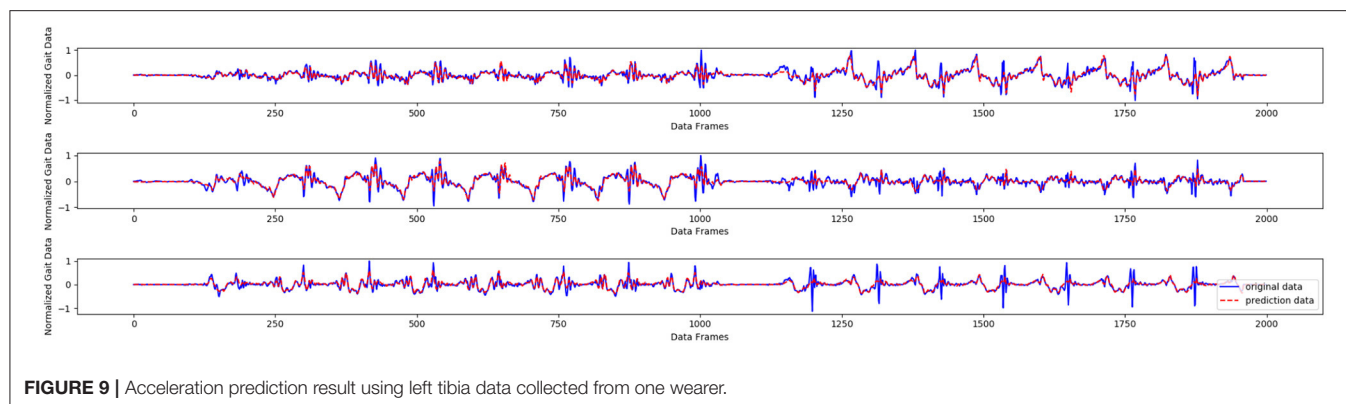 Normalized Gait Data
1
0
−1
0 250 500 750 1000 1250 1500 1750 2000
Data Frames
Normalized Gait Data
1
0
−1
0 250 500 750 1000 1250 1500 1750 2000
Data Frames
Normalized Gait Data
1
0
−1
original data
prediction data
0 250 500 750 1000 1250 1500 1750 2000
Data Frames
FIGURE 9 | Acceleration prediction result using left tibia data collected from one wearer.